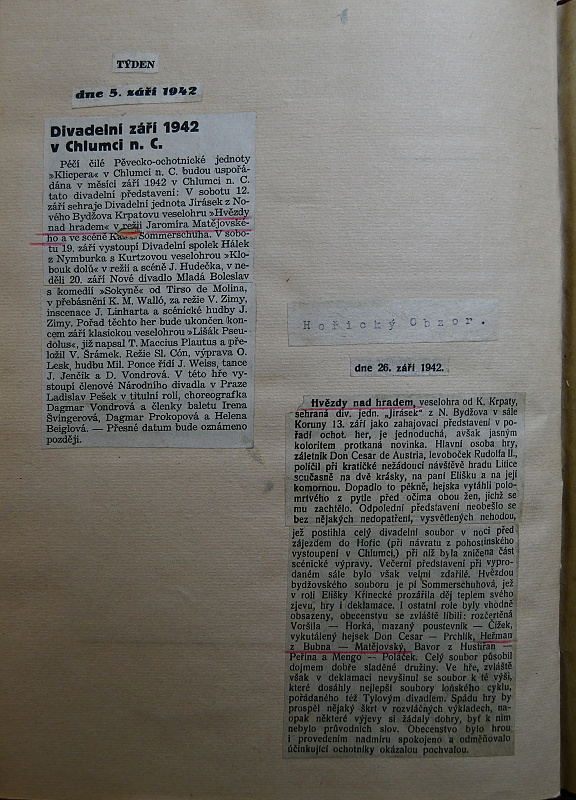 TÝDEN
dne 5. září 1942
Divadelní září 1942
v Chlumci n. C.
Péčí čilé Pěvecko-ochotnické jednoty
»Klicpera« v Chlumci n. C. budou uspořá-
dána v měsíci září 1942 v Chlumci n. C.
tato divadelní představení: V sobotu 12.
září sehraje Divadelní jednota Jirásek z No-
vého Bydžova Krpatovu veselohru »Hvězdy
nad hradem« v režii Jaromíra Matějovské-
ho a ve scéně Sommerschuha. V sobo-
tu 19. září vystoupí Divadelní spolek Hálek
z Nymburka s Kurtzovou veselohrou »Klo-
bouk dolů« v režii a scéně J. Hudečka, v ne-
děli 20. září Nové divadlo Mladá Boleslav
s komedií »Sokyně« od Tirso de Molina,
v přebásnění K. M. Walló, za režie V. Zimy,
inscenace J. Linharta a scénické hudby J.
Zimy. Pořad těchto her bude ukončen kon-
cem září klasickou veselohrou »Lišák Pseu-
dolus«, již napsal T. Maccius Plautus a pře-
ložil V. Šrámek. Režie Sl. Cón, výprava O.
Leak, hudbu Mil. Ponce řídí J. Weiss, tance
J. Jenčík a D. Vondrová. V této hře vy-
stoupí členové Národního divadla v Praze
Ladislav Pešek v titulní roli, choreografka
Dagmar Vondrová a členky baletu Irena
Švingerová, Dagmar Prokopová a Helena
Beiglová. — Přesné datum bude oznámeno
později.
Hořický Obzor.
dne 26. září 1942.
Hvězdy nad hradem, veselohra od K. Krpaty,
sehraná div. jedn. „Jirásek" z N. Bydžova v sále
Koruny 13. září jako zahajovací představení v po-
řadí ochot. her, je jednoduchá, avšak jasným
koloritem protkaná novinka. Hlavní osoba hry,
záletník Don Cesar de Austria, levoboček Rudolfa II.,
políčil při kratičké nežádoucí návštěvě hradu Litice
současně na dvě krásky, na paní Elišku a na její
komornou. Dopadlo to pěkně, hejska vytáhli polo-
mrtvého z pytle před očima obou žen, jichž se
mu zachtělo. Odpolední představení neobešlo se
bez nějakých nedopatření, vysvětlených nehodou,
jež postihla celý divadelní soubor v noci před
zájezdem do Hořic (při návratu z pohostinského
vystoupení v Chlumci,) při níž byla zničena část
scénické výpravy. Večerní představení při vypro-
daném sále bylo však velmi zdařilé. Hvězdou
bydžovského souboru je pí Sommerschuhová, jež
v roli Elišky Křinecké prozářila děj teplem svého
zjevu, hry i deklamace. I ostatní role byly vhodně
obsazeny, obecenstvu se zvláště líbili: rozčertěná
Voršila — Horká, mazaný poustevník — Čížek,
vykutálený hejsek Don Cesar — Prchlík, Heřman
z Bubna — Matějovský, Bavor z Hustířan —
Peřina a Mengo — Poláček. Celý soubor působil
dojmem dobře sladěné družiny. Ve hře, zvláště
však v deklamaci nevyšinul se soubor k té výši,
které dosáhly nejlepší soubory loňského cyklu,
pořádaného též Tylovým divadlem. Spádu hry by
prospěl nějaký škrt v rozvláčných výkladech, na-
opak některé výjevy si žádaly dohry, byť k nim
nebylo průvodních slov. Obecenstvo bylo hrou
i provedením nadmíru spokojeno a odměňovalo
účinkující ochotníky okázalou pochvalou.